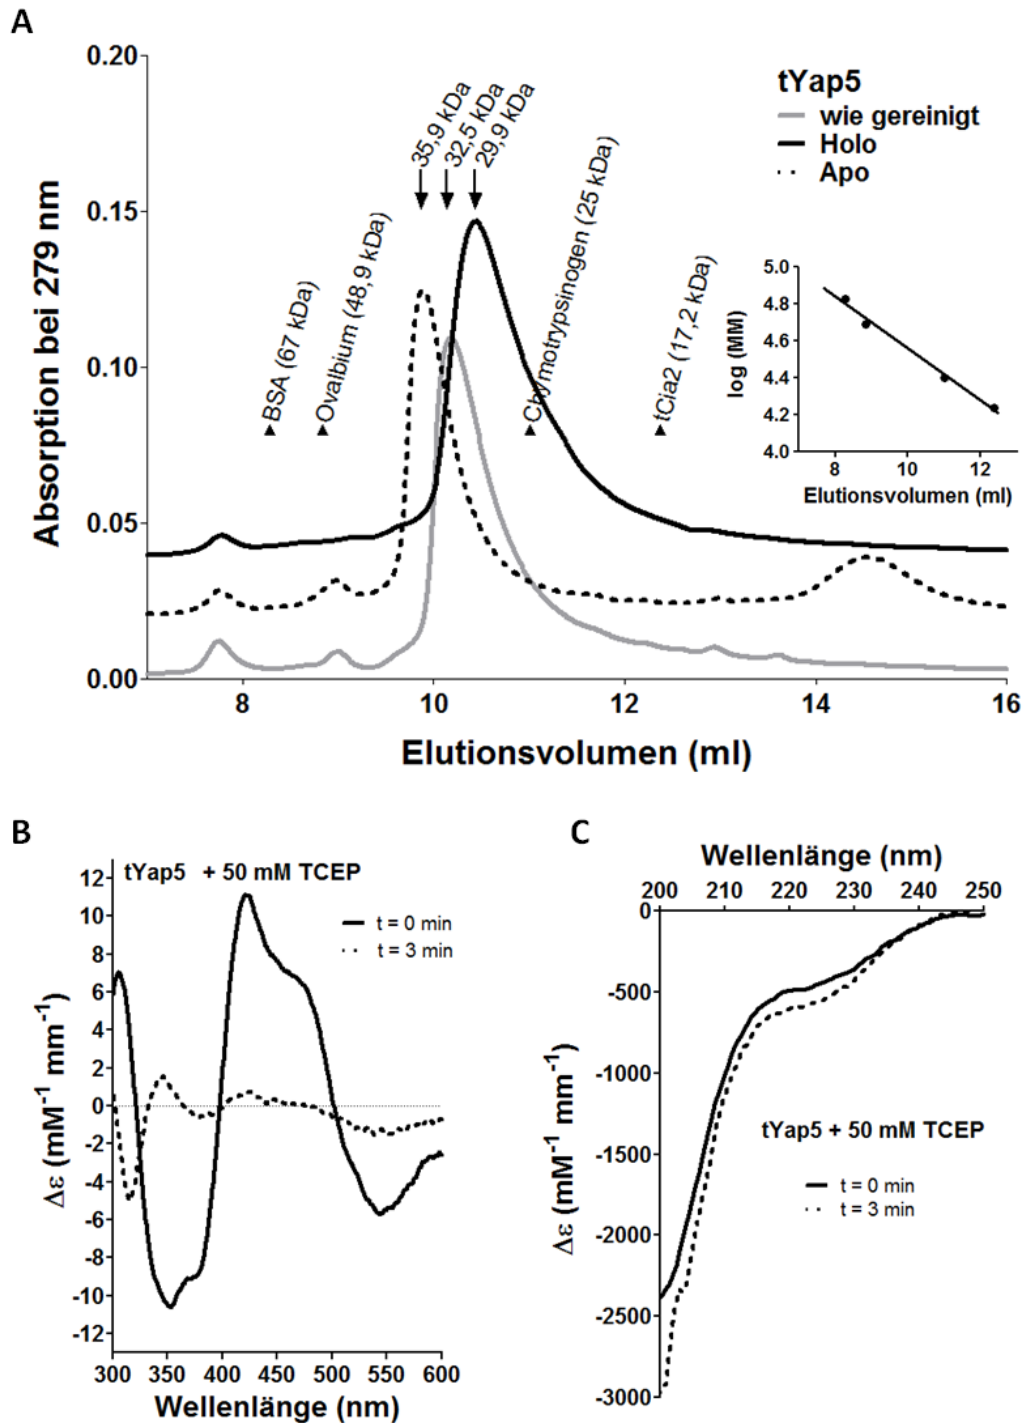 A
0.20
0.15
0.10
0.05
0.00
Absorption bei 279 nm
8
10
12
14
16
Elutionsvolumen (ml)
35,9 kDa
32,5 kDa
29,9 kDa
BSA (67 kDa)
Ovalbium (48,9 kDa)
Chymotrypsinogen (25 kDa)
tCia2 (17,2 kDa)
tYap5
wie gereinigt
Holo
Apo
5.0
4.8
4.6
4.4
4.2
4.0
log (MM)
8
10
12
Elutionsvolumen (ml)
B
tYap5 + 50 mM TCEP
t = 0 min
t = 3 min
12
10
8
6
4
2
0
-2
-4
-6
-8
-10
-12
Δε (mM⁻¹ mm⁻¹)
300
350
400
450
500
550
600
Wellenlänge (nm)
C
Wellenlänge (nm)
200
210
220
230
240
250
0
-500
-1000
-1500
-2000
-2500
-3000
Δε (mM⁻¹ mm⁻¹)
tYap5 + 50 mM TCEP
t = 0 min
t = 3 min